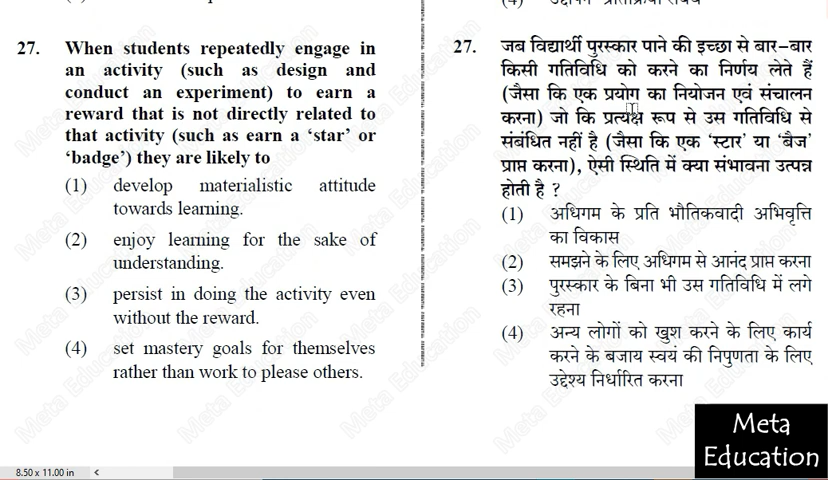 27. When students repeatedly engage in
an activity (such as design and
conduct an experiment) to earn a
reward that is not directly related to
that activity (such as earn a ‘star’ or
‘badge’) they are likely to
(1) develop materialistic attitude
towards learning.
(2) enjoy learning for the sake of
understanding.
(3) persist in doing the activity even
without the reward.
(4) set mastery goals for themselves
rather than work to please others.
27. जब विद्यार्थी पुरस्कार पाने की इच्छा से बार-बार
किसी गतिविधि को करने का निर्णय लेते हैं
(जैसा कि एक प्रयोग का नियोजन एवं संचालन
करना) जो कि प्रत्यक्ष रूप से उस गतिविधि से
संबंधित नहीं है (जैसा कि एक ‘स्टार’ या ‘बैज’
प्राप्त करना), ऐसी स्थिति में क्या संभावना उत्पन्न
होती है ?
(1) अधिगम के प्रति भौतिकवादी अभिवृत्ति
का विकास
(2) समझने के लिए अधिगम से आनंद प्राप्त करना
(3) पुरस्कार के बिना भी उस गतिविधि में लगे
रहना
(4) अन्य लोगों को खुश करने के लिए कार्य
करने के बजाय स्वयं की निपुणता के लिए
उद्देश्य निर्धारित करना
Meta
Education
8.50 x 11.00 in